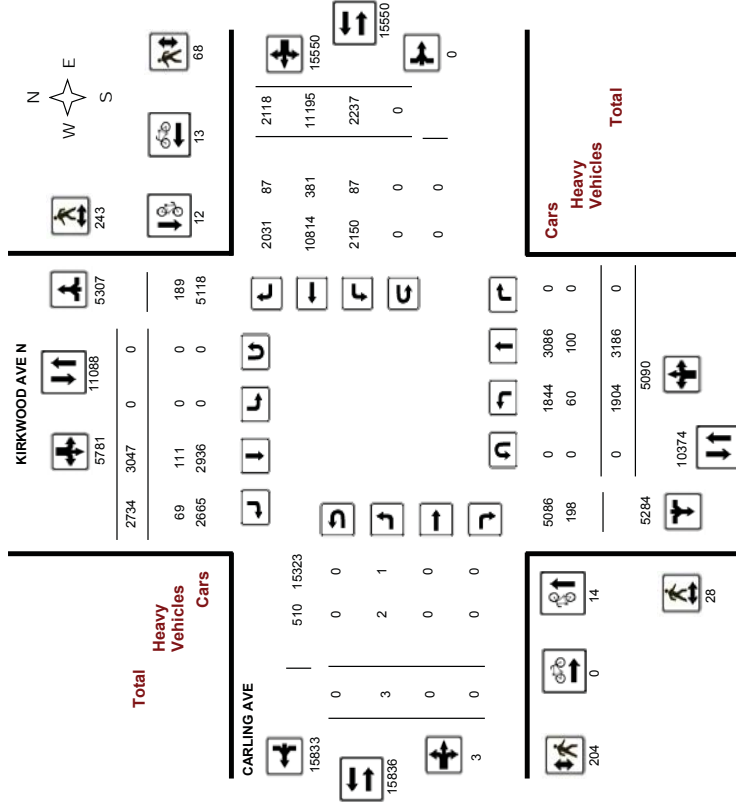 N
W E
S
243
68
12
13
KIRKWOOD AVE N
5781
11088
5307
2734 3047 0 0
69 111 0 0 189
2665 2936 0 0 5118
Total
Heavy
Vehicles
Cars
2031 87 2118
10814 381 11195
2150 87 2237
0 0 0
0 0
15550
15550
0
CARLING AVE
510 15323
0 0 0
3 2 1
0 0 0
0 0 0
15833
15836
3
Cars
Heavy
Vehicles
Total
5086 0 1844 3086 0
198 0 60 100 0
0 1904 3186 0
5284
5090
10374
204
0
14
28